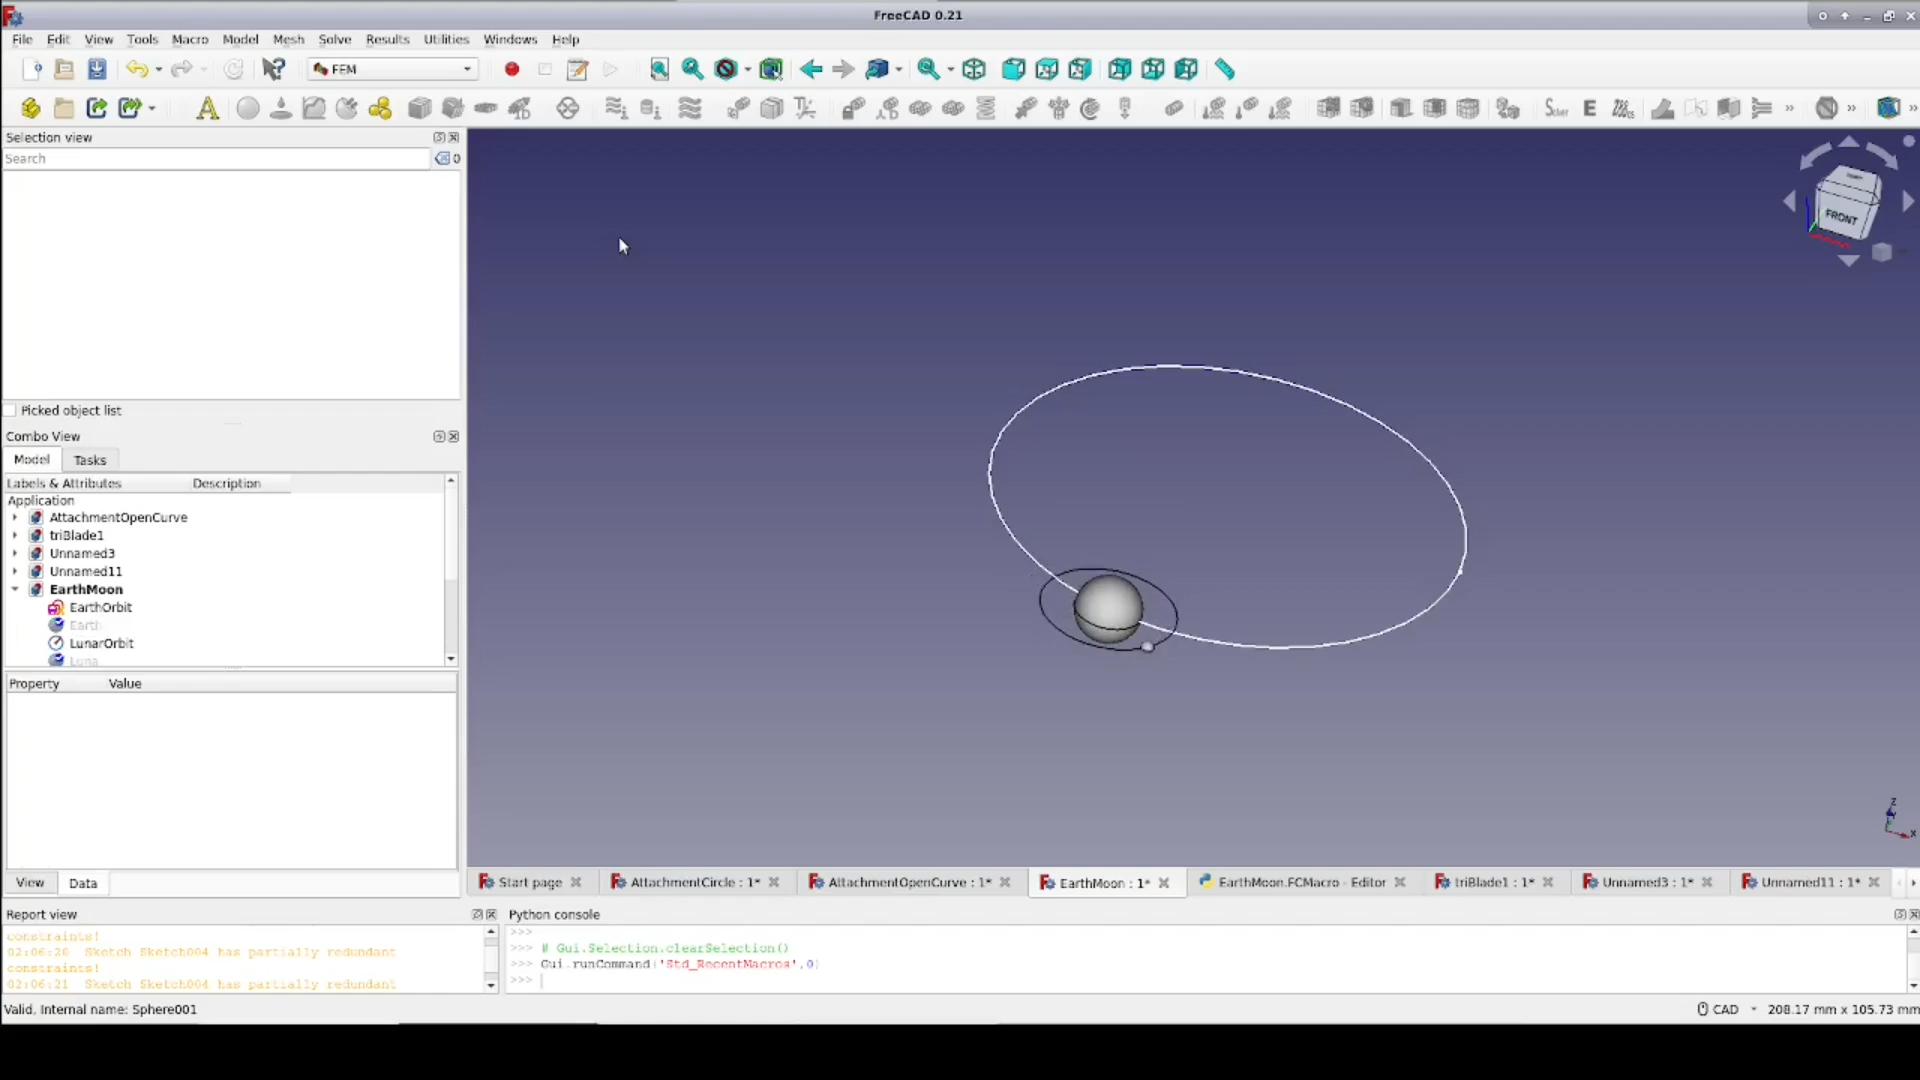 FreeCAD 0.21
File Edit View Tools Macro Model Mesh Solve Results Utilities Windows Help
FEM
Selection view
Search
0
FRONT
Picked object list
Combo View
Model Tasks
Labels & Attributes Description
Application
AttachmentOpenCurve
triBlade1
Unnamed3
Unnamed11
EarthMoon
EarthOrbit
Earth
LunarOrbit
Luna
Property Value
Z
X
View Data
Start page AttachmentCircle : 1* AttachmentOpenCurve : 1* EarthMoon : 1* EarthMoon.FCMacro - Editor triBlade1 : 1* Unnamed3 : 1* Unnamed11 : 1*
Report view
constraints!
02:06:20 Sketch Sketch004 has partially redundant
constraints!
02:06:21 Sketch Sketch004 has partially redundant
Python console
>>>
>>> # Gui.Selection.clearSelection()
>>> Gui.runCommand('Std_RecentMacros',0)
>>>
Valid, Internal name: Sphere001
CAD 208.17 mm x 105.73 mm